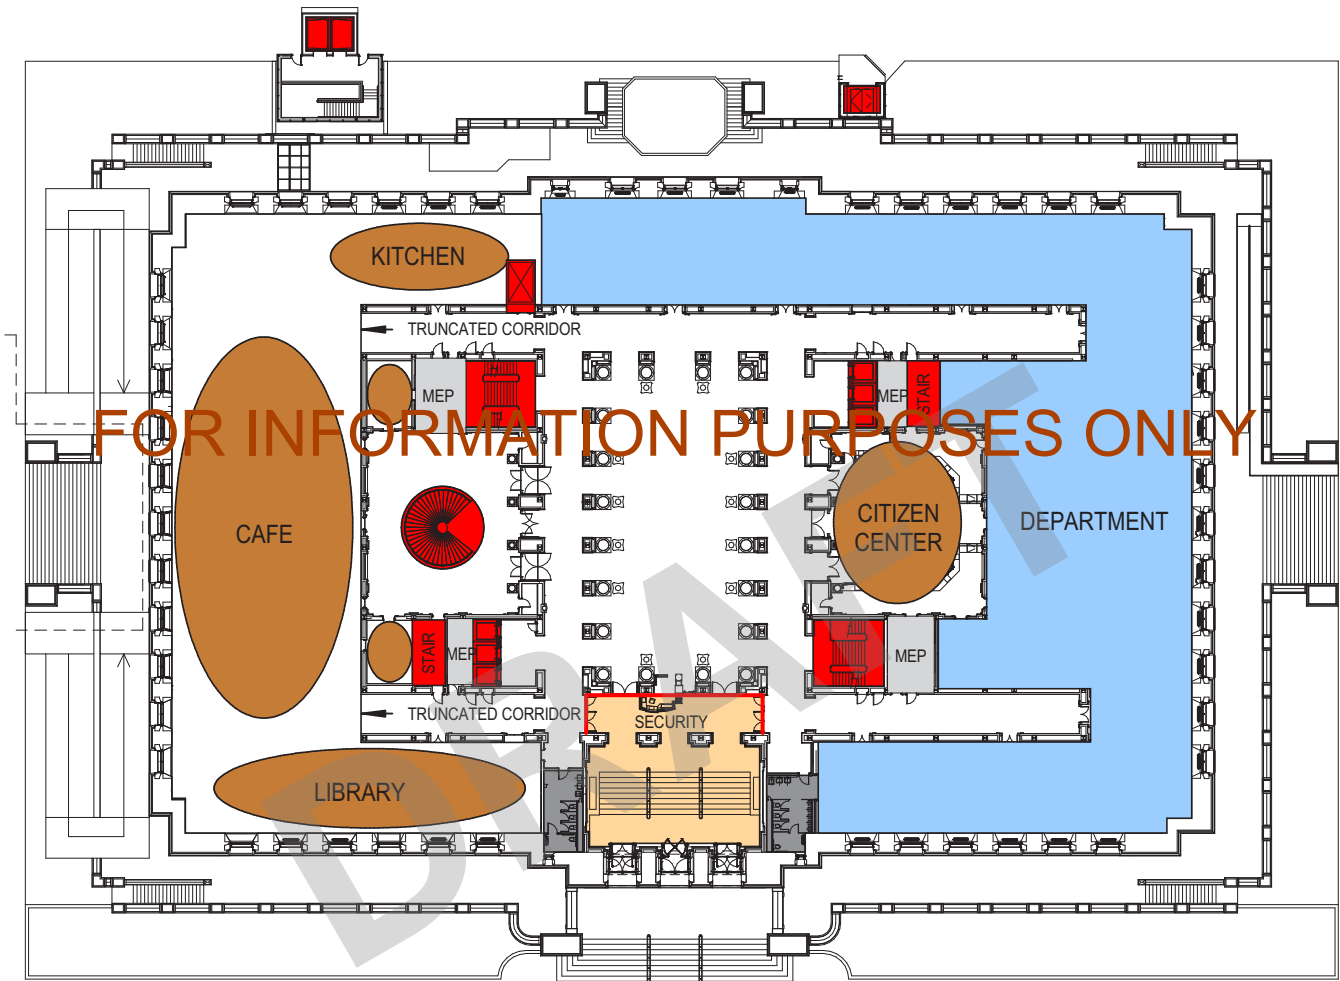 KITCHEN
TRUNCATED CORRIDOR
MEP
MEP
STAIR
FOR INFORMATION PURPOSES ONLY
CAFE
CITIZEN
CENTER
DEPARTMENT
STAIR
MEP
MEP
TRUNCATED CORRIDOR
SECURITY
LIBRARY
DRAFT